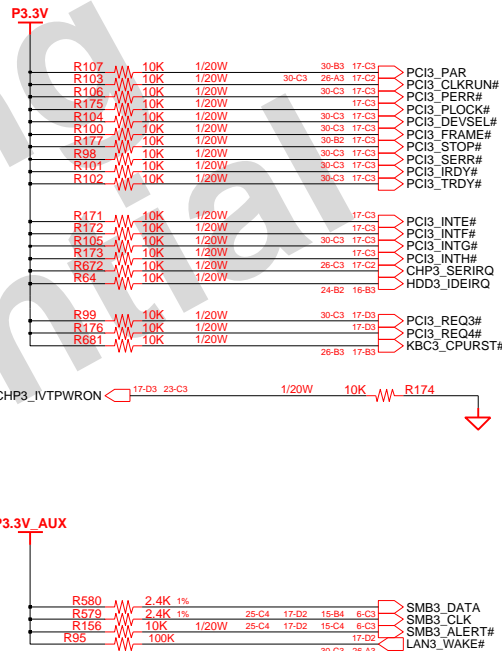 P3.3V
R107 10K 1/20W 30-B3 17-C3 PCI3_PAR
R103 10K 1/20W 30-C3 26-A3 17-C2 PCI3_CLKRUN#
R106 10K 1/20W 30-C3 17-C3 PCI3_PERR#
R175 10K 1/20W 17-C3 PCI3_PLOCK#
R104 10K 1/20W 30-C3 17-C3 PCI3_DEVSEL#
R100 10K 1/20W 30-C3 17-C3 PCI3_FRAME#
R177 10K 1/20W 30-B2 17-C3 PCI3_STOP#
R98 10K 1/20W 30-C3 17-C3 PCI3_SERR#
R101 10K 1/20W 30-C3 17-C3 PCI3_IRDY#
R102 10K 1/20W 30-C3 17-C3 PCI3_TRDY#
R171 10K 1/20W 17-C3 PCI3_INTE#
R172 10K 1/20W 17-C3 PCI3_INTF#
R105 10K 1/20W 30-C3 17-C3 PCI3_INTG#
R173 10K 1/20W 17-C3 PCI3_INTH#
R672 10K 1/20W 26-C3 17-C2 CHP3_SERIRQ
R64 10K 1/20W 24-B2 16-B3 HDD3_IDEIRQ
R99 10K 1/20W 30-C3 17-D3 PCI3_REQ3#
R176 10K 1/20W 17-D3 PCI3_REQ4#
R681 10K 1/20W 26-B3 17-B3 KBC3_CPURST#
CHP3_IVTPWRON 17-D3 23-C3 1/20W 10K R174
P3.3V_AUX
R580 2.4K 1% SMB3_DATA
R579 2.4K 1% 25-C4 17-D2 15-B4 6-C3 SMB3_CLK
R156 10K 1/20W 25-C4 17-D2 15-C4 6-C3 SMB3_ALERT#
R95 100K 17-D2 LAN3_WAKE#
30-C3 26-A3